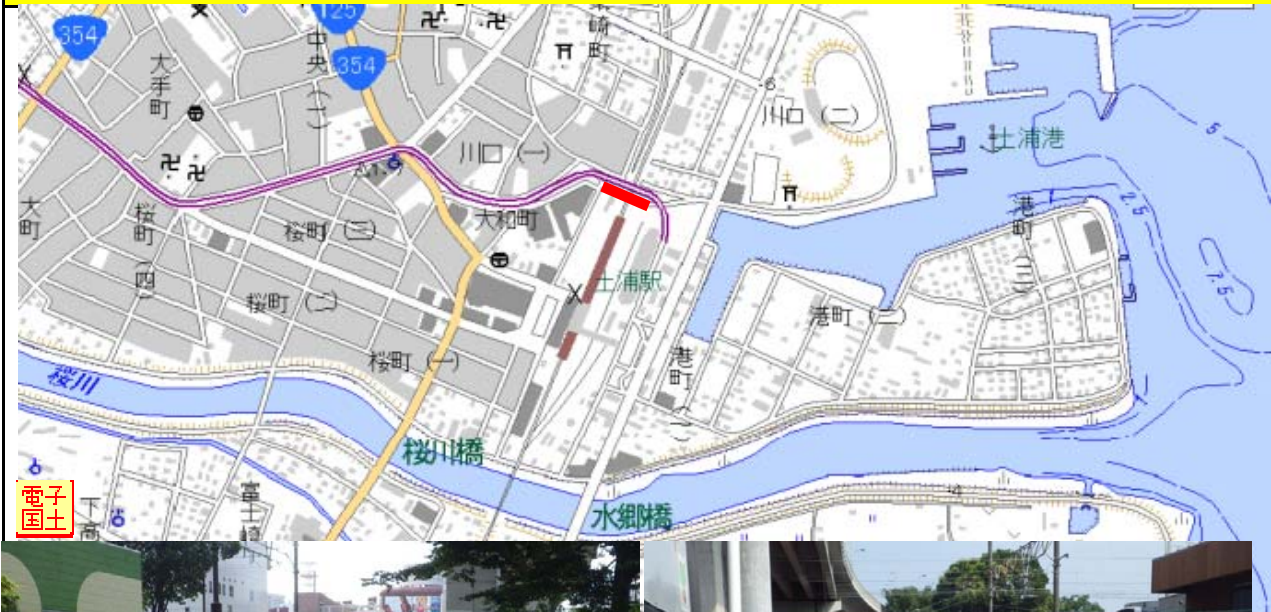 354
125
354
中央(一)
大手町
川口(一)
川口(二)
土浦港
5
2.5
7.5
港町(三)
大町
桜町(四)
桜町(三)
大和町
土浦駅
桜町(二)
港町(二)
桜町(一)
港町(一)
桜川
桜川橋
水郷橋
電子
国土
下高